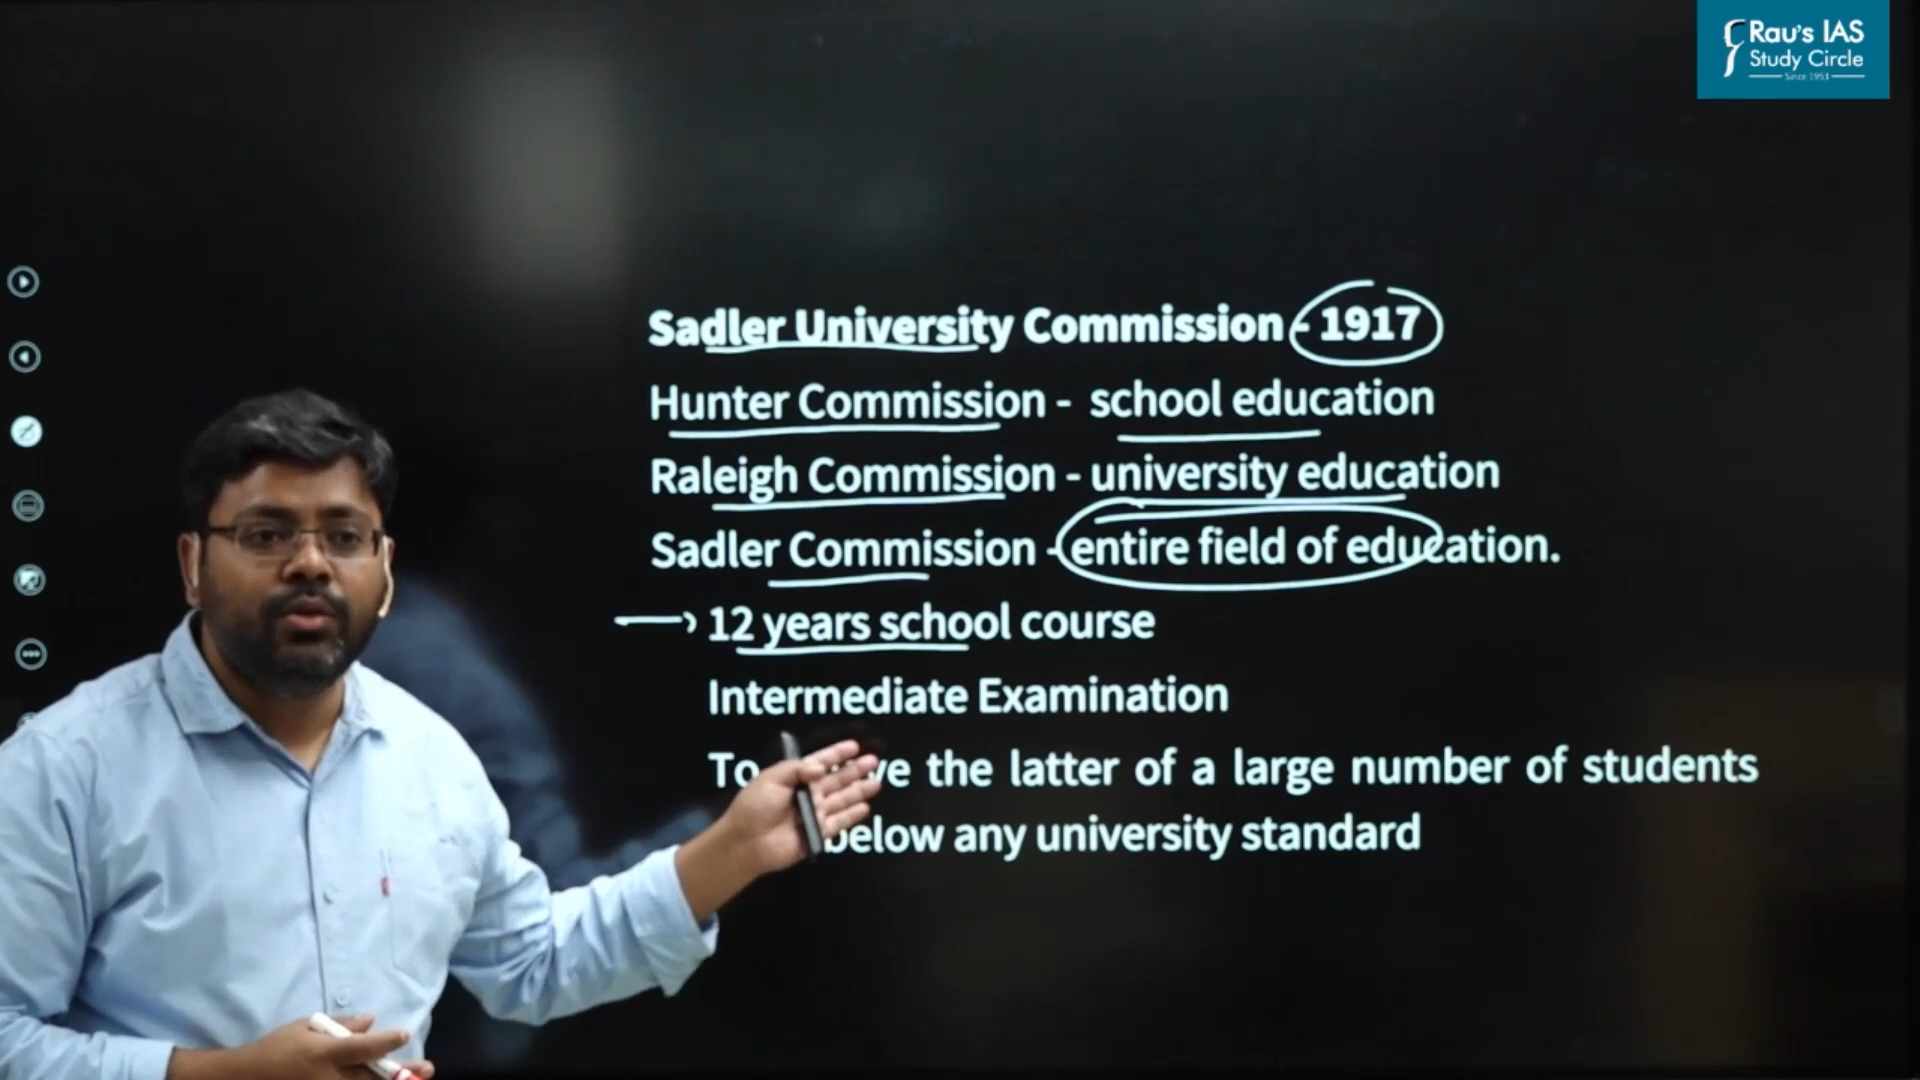 Rau's IAS
Study Circle
Since 1953
Sadler University Commission - 1917
Hunter Commission - school education
Raleigh Commission - university education
Sadler Commission - entire field of education.
12 years school course
Intermediate Examination
To the latter of a large number of students
below any university standard